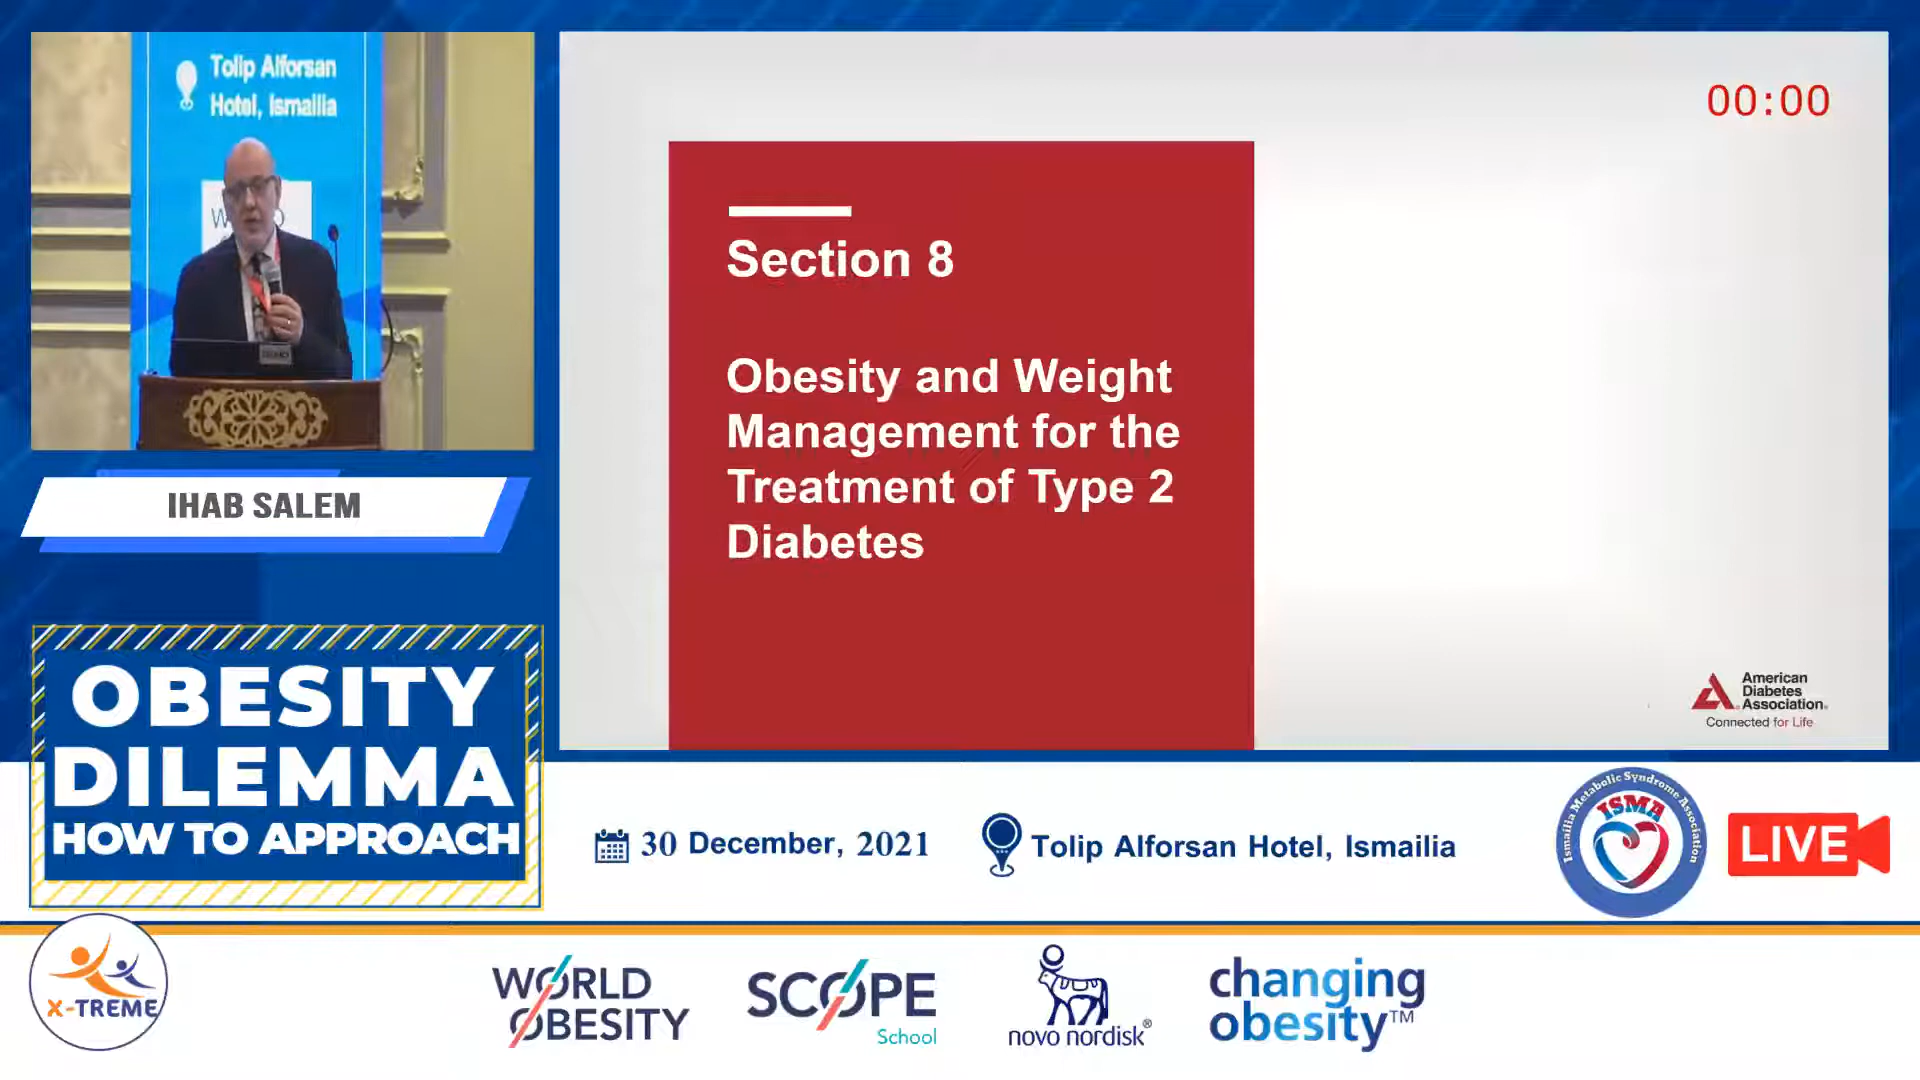 Tolip Alforsan
Hotel, Ismailia
IHAB SALEM
OBESITY
DILEMMA
HOW TO APPROACH
00:00
Section 8
Obesity and Weight
Management for the
Treatment of Type 2
Diabetes
American
Diabetes
Association®
Connected for Life
30 December, 2021
Tolip Alforsan Hotel, Ismailia
Ismailia Metabolic Syndrome Association
ISMA
LIVE
X-TREME
WORLD
OBESITY
SCOPE
School
novo nordisk®
changing
obesity™